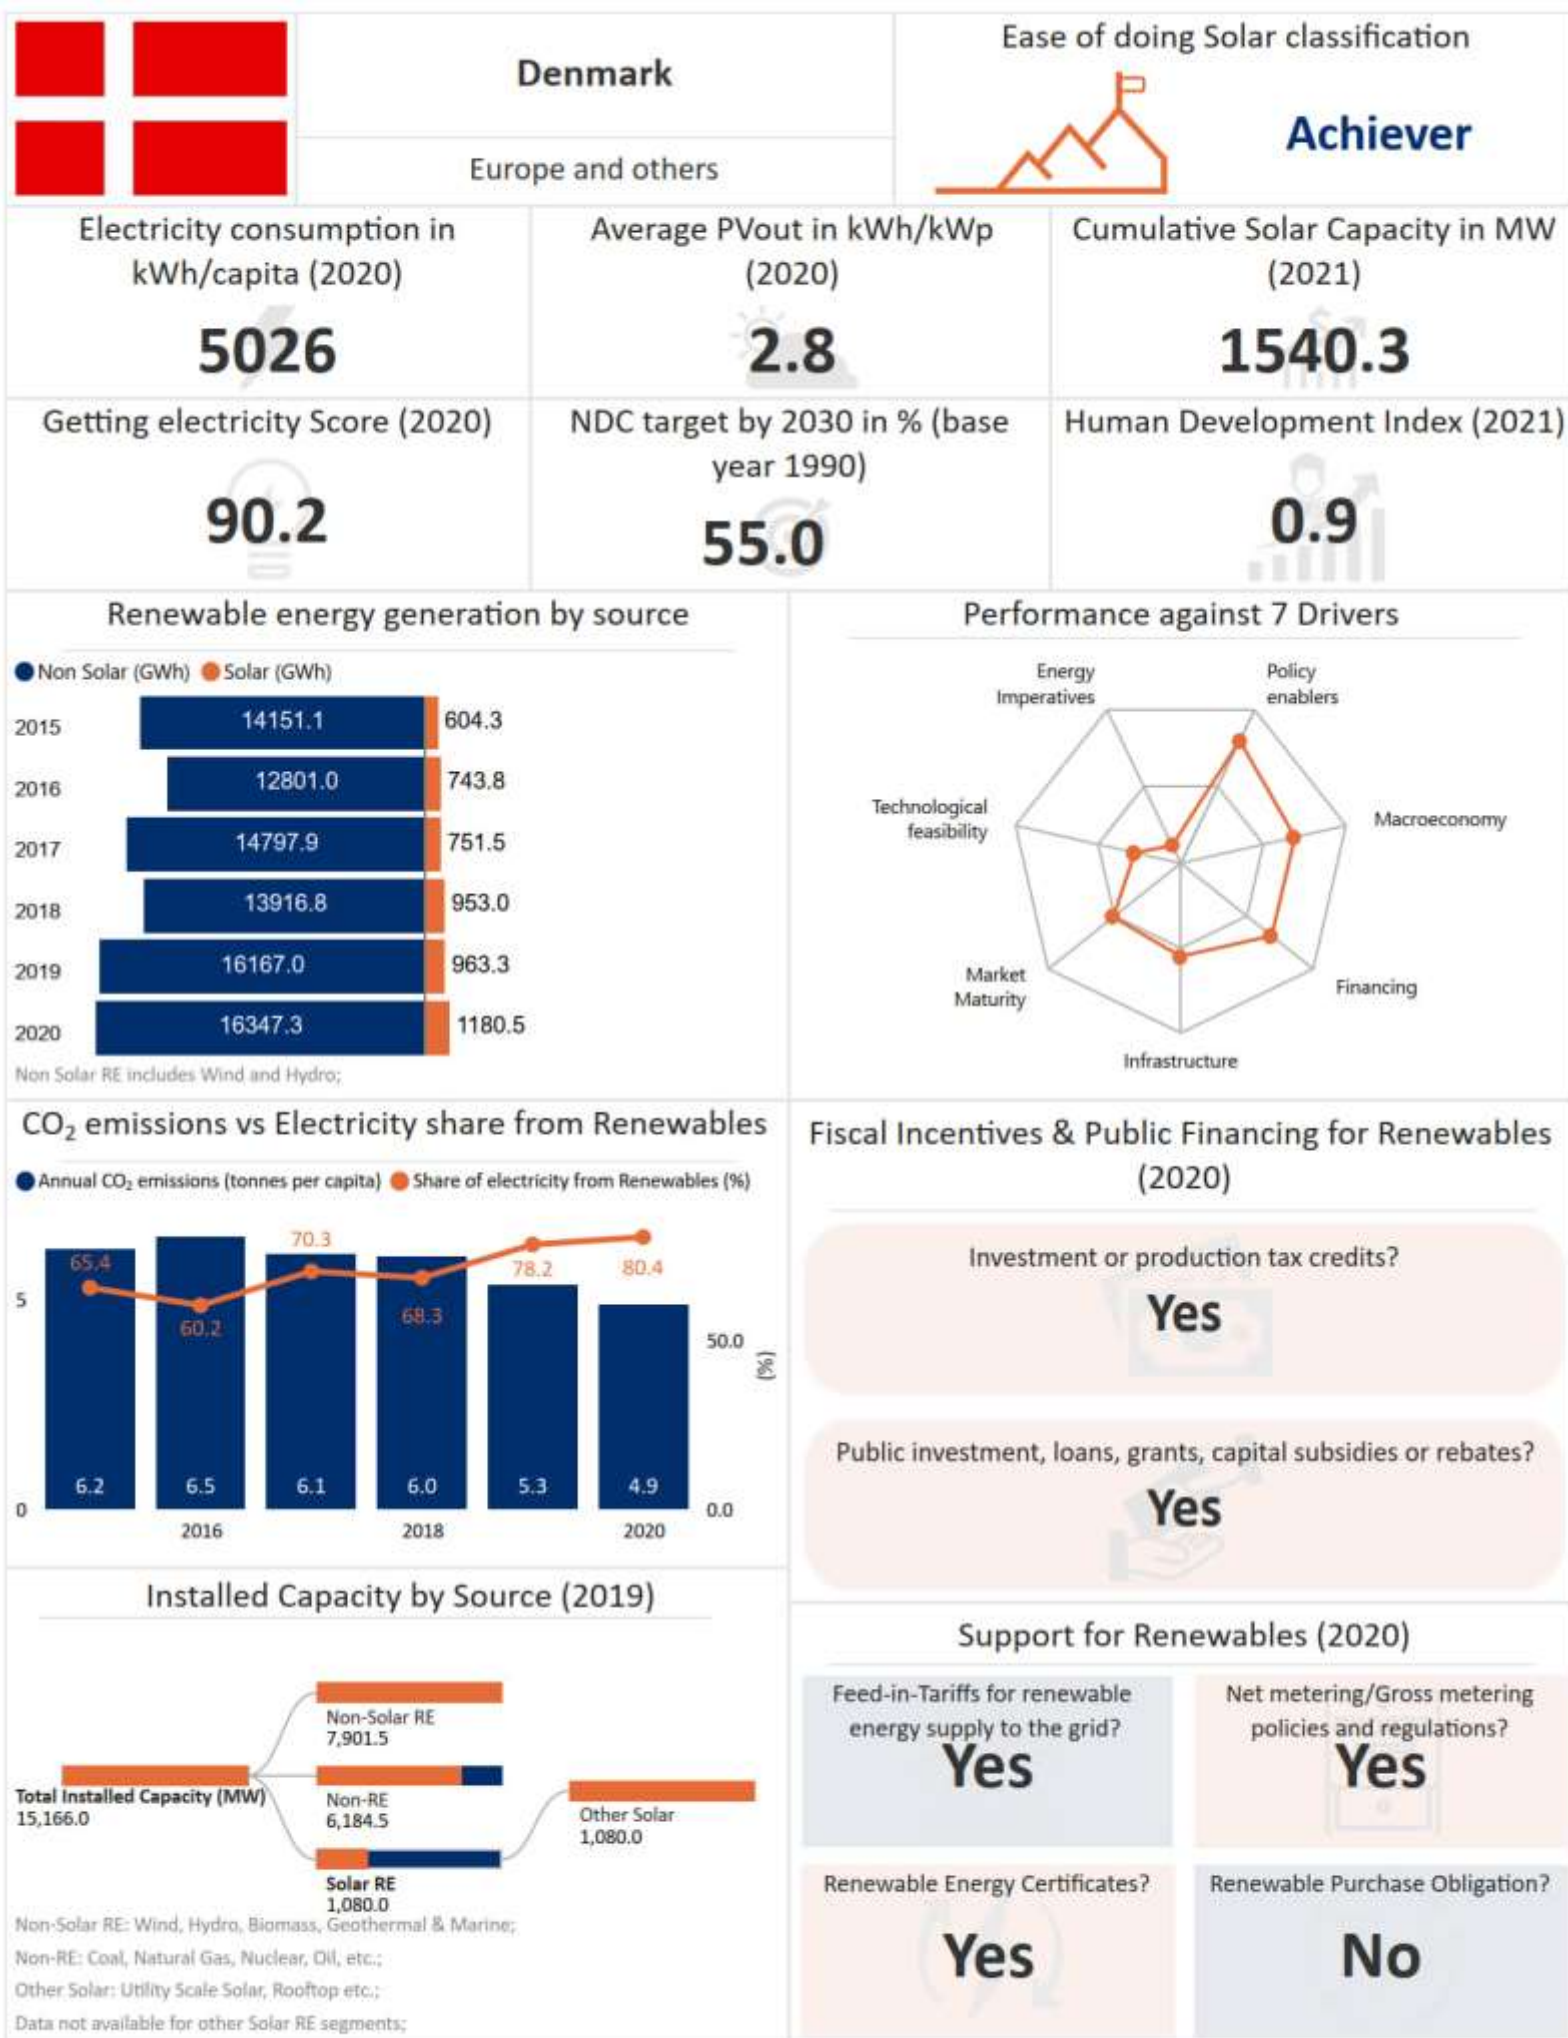 Denmark
Europe and others
Ease of doing Solar classification
Achiever
Electricity consumption in
kWh/capita (2020)
5026
Average PVout in kWh/kWp
(2020)
2.8
Cumulative Solar Capacity in MW
(2021)
1540.3
Getting electricity Score (2020)
90.2
NDC target by 2030 in % (base
year 1990)
55.0
Human Development Index (2021)
0.9
Renewable energy generation by source
Non Solar (GWh) Solar (GWh)
2015 14151.1 604.3
2016 12801.0 743.8
2017 14797.9 751.5
2018 13916.8 953.0
2019 16167.0 963.3
2020 16347.3 1180.5
Non Solar RE includes Wind and Hydro;
Performance against 7 Drivers
Energy
Imperatives
Policy
enablers
Technological
feasibility
Macroeconomy
Market
Maturity
Financing
Infrastructure
CO₂ emissions vs Electricity share from Renewables
Annual CO₂ emissions (tonnes per capita) Share of electricity from Renewables (%)
65.4
60.2
70.3
68.3
78.2
80.4
5
50.0
(%)
6.2 6.5 6.1 6.0 5.3 4.9
0
0.0
2016 2018 2020
Fiscal Incentives & Public Financing for Renewables
(2020)
Investment or production tax credits?
Yes
Public investment, loans, grants, capital subsidies or rebates?
Yes
Installed Capacity by Source (2019)
Non-Solar RE
7,901.5
Total Installed Capacity (MW)
15,166.0
Non-RE
6,184.5
Other Solar
1,080.0
Solar RE
1,080.0
Non-Solar RE: Wind, Hydro, Biomass, Geothermal & Marine;
Non-RE: Coal, Natural Gas, Nuclear, Oil, etc.;
Other Solar: Utility Scale Solar, Rooftop etc.;
Data not available for other Solar RE segments;
Support for Renewables (2020)
Feed-in-Tariffs for renewable
energy supply to the grid?
Yes
Net metering/Gross metering
policies and regulations?
Yes
Renewable Energy Certificates?
Yes
Renewable Purchase Obligation?
No